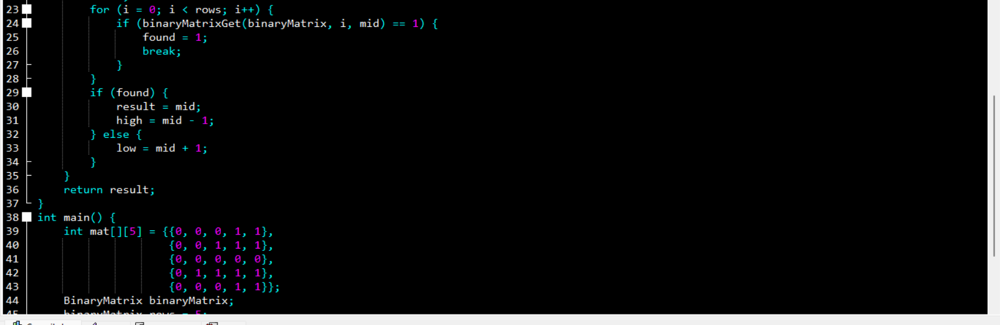 23 for (i = 0; i < rows; i++) {
24 if (binaryMatrixGet(binaryMatrix, i, mid) == 1) {
25 found = 1;
26 break;
27 }
28 }
29 if (found) {
30 result = mid;
31 high = mid - 1;
32 } else {
33 low = mid + 1;
34 }
35 }
36 return result;
37 }
38 int main() {
39 int mat[][5] = {{0, 0, 0, 1, 1},
40 {0, 0, 1, 1, 1},
41 {0, 0, 0, 0, 0},
42 {0, 1, 1, 1, 1},
43 {0, 0, 0, 1, 1}};
44 BinaryMatrix binaryMatrix;
45 binaryMatrix rows = 5;